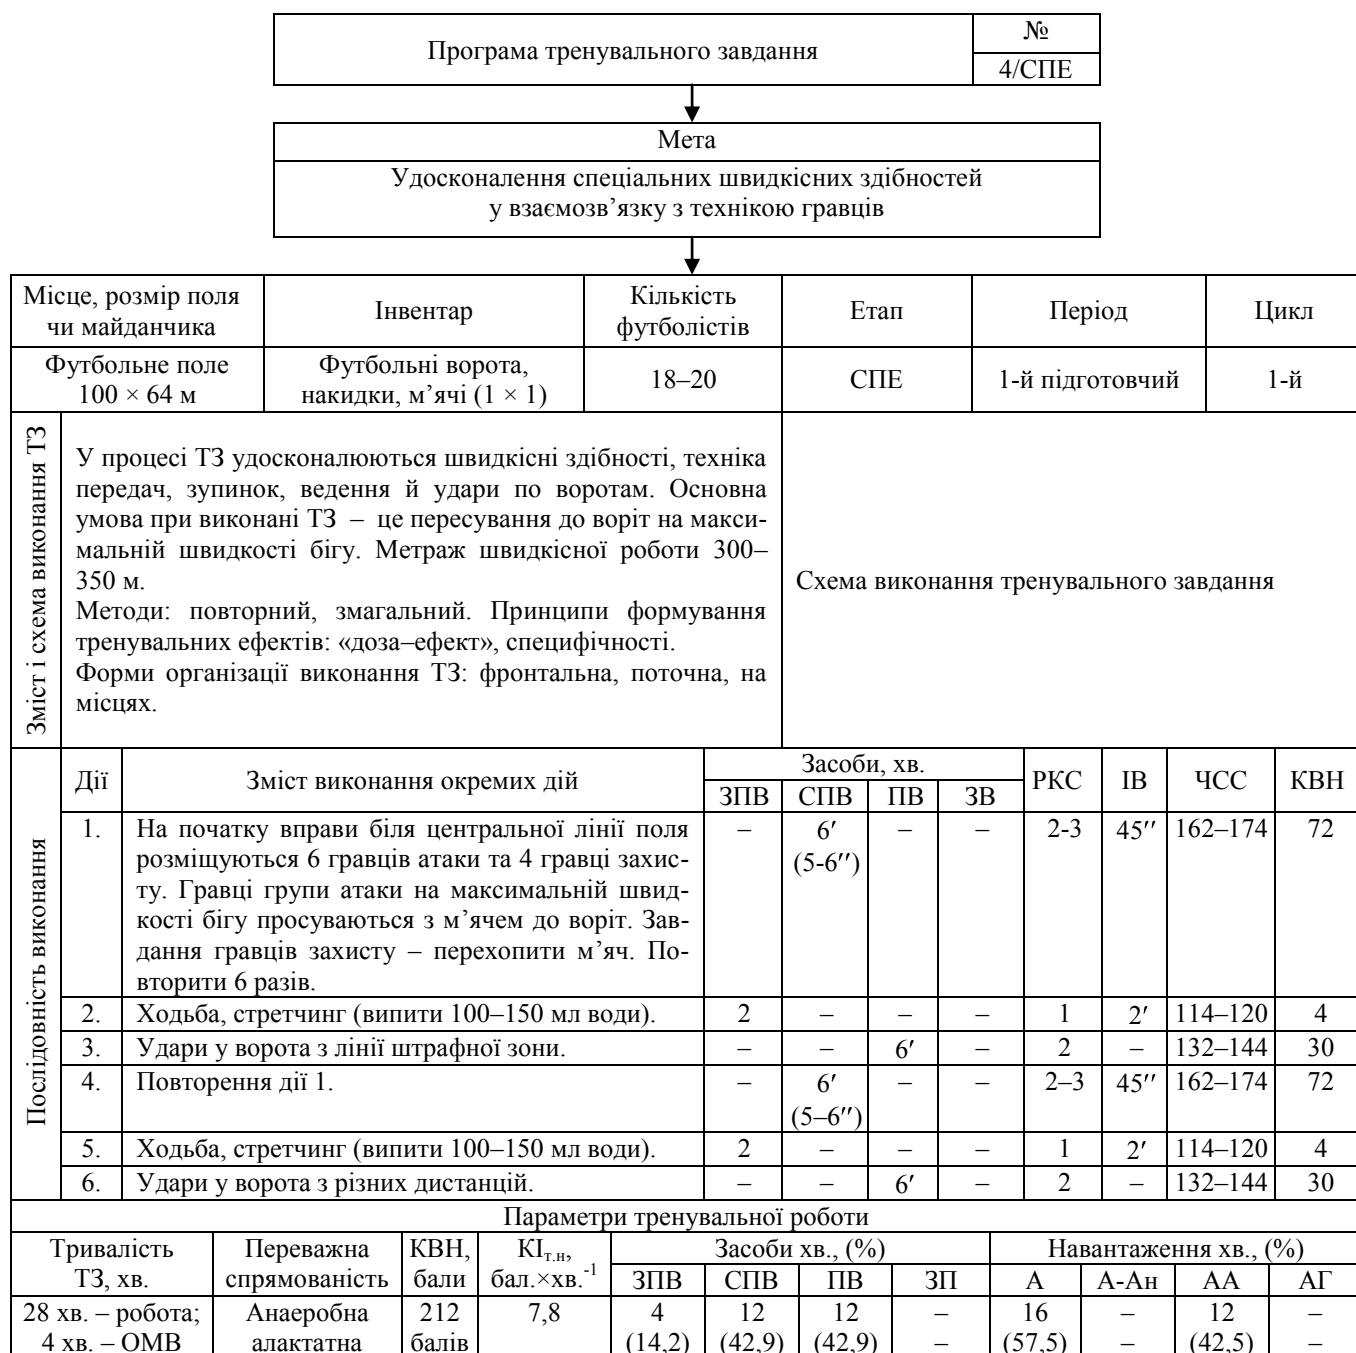 Програма тренувального завдання
№
4/СПЕ
Мета
Удосконалення спеціальних швидкісних здібностей
у взаємозв’язку з технікою гравців
Місце, розмір поля
чи майданчика
Інвентар
Кількість
футболістів
Етап
Період
Цикл
Футбольне поле
100 × 64 м
Футбольні ворота,
накидки, м’ячі (1 × 1)
18–20
СПЕ
1-й підготовчий
1-й
Зміст і схема виконання ТЗ
У процесі ТЗ удосконалюються швидкісні здібності, техніка
передач, зупинок, ведення й удари по воротам. Основна
умова при виконані ТЗ – це пересування до воріт на макси-
мальній швидкості бігу. Метраж швидкісної роботи 300–
350 м.
Методи: повторний, змагальний. Принципи формування
тренувальних ефектів: «доза–ефект», специфічності.
Форми організації виконання ТЗ: фронтальна, поточна, на
місцях.
Схема виконання тренувального завдання
Послідовність виконання
Дії
Зміст виконання окремих дій
Засоби, хв.
ЗПВ СПВ ПВ ЗВ
РКС ІВ ЧСС КВН
1. На початку вправи біля центральної лінії поля – 6′ – – 2-3 45′′ 162–174 72
розміщуються 6 гравців атаки та 4 гравці захис- (5-6′′)
ту. Гравці групи атаки на максимальній швид-
кості бігу просуваються з м’ячем до воріт. Зав-
дання гравців захисту – перехопити м’яч. По-
вторити 6 разів.
2. Ходьба, стретчинг (випити 100–150 мл води). 2 – – – 1 2′ 114–120 4
3. Удари у ворота з лінії штрафної зони. – – 6′ – 2 – 132–144 30
4. Повторення дії 1. – 6′ – – 2–3 45′′ 162–174 72
(5–6′′)
5. Ходьба, стретчинг (випити 100–150 мл води). 2 – – – 1 2′ 114–120 4
6. Удари у ворота з різних дистанцій. – – 6′ – 2 – 132–144 30
Параметри тренувальної роботи
Тривалість
ТЗ, хв.
Переважна
спрямованість
КВН,
бали
КІт.н,
бал.×хв.-1
Засоби хв., (%)
ЗПВ СПВ ПВ ЗП
Навантаження хв., (%)
А А-Ан АА АГ
28 хв. – робота; Анаеробна 212 7,8 4 12 12 – 16 – 12 –
4 хв. – ОМВ алактатна балів (14,2) (42,9) (42,9) – (57,5) – (42,5) –